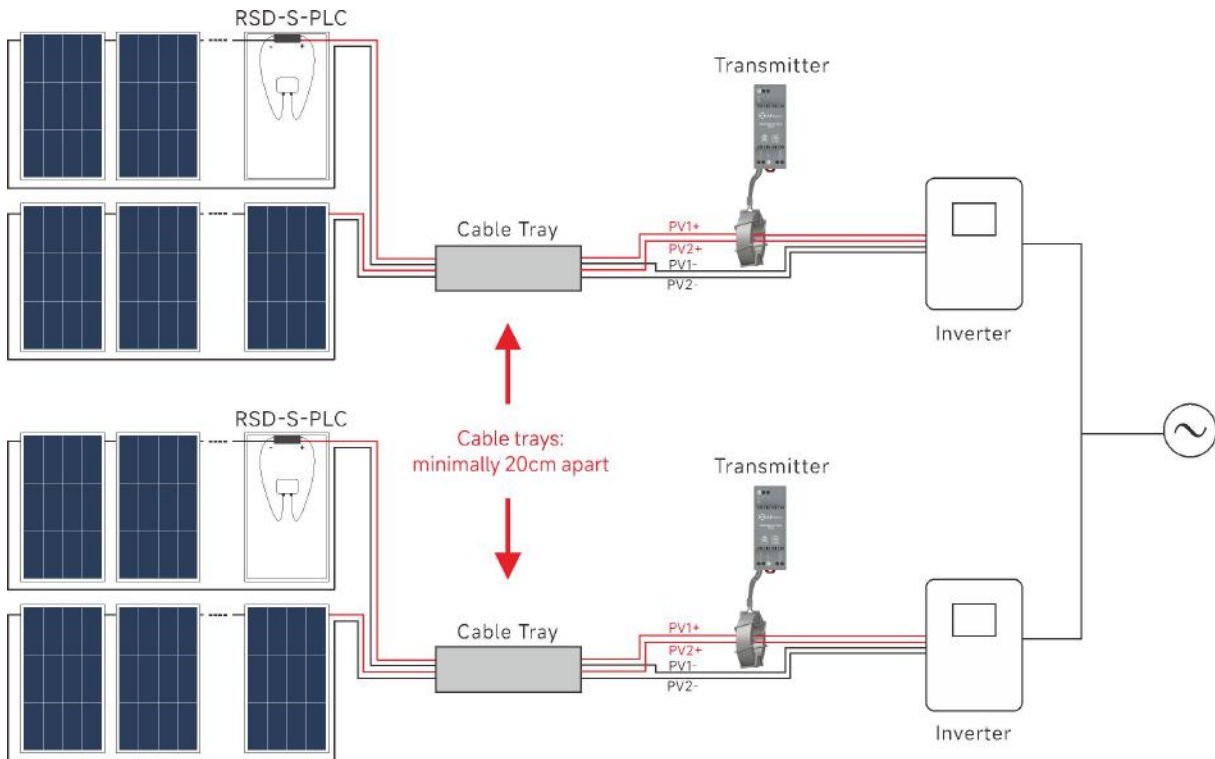 RSD-S-PLC
Transmitter
Cable Tray
PV1+
PV2+
PV1-
PV2-
Inverter
RSD-S-PLC
Cable trays:
minimally 20cm apart
Transmitter
Cable Tray
PV1+
PV2+
PV1-
PV2-
Inverter